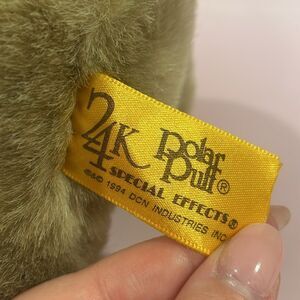 24K Polar
Puff®
SPECIAL EFFECTS®
©&® 1994 DCN INDUSTRIES INC.